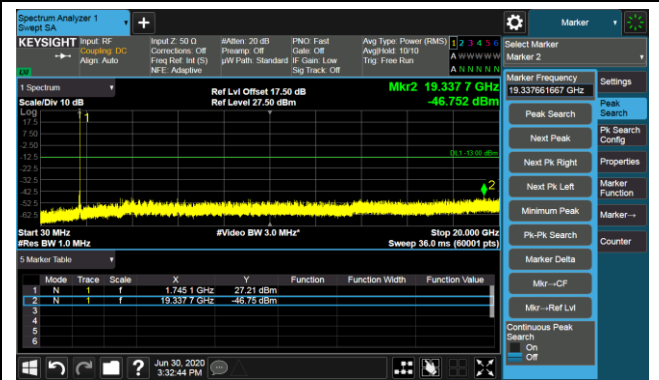 Spectrum Analyzer 1
Swept SA
Marker
KEYSIGHT
Input: RF
Coupling: DC
Align: Auto
Input Z: 50 Ω
Corrections: Off
Freq Ref: Int (S)
NFE: Adaptive
#Atten: 20 dB
Preamp: Off
µW Path: Standard
PNO: Fast
Gate: Off
IF Gain: Low
Sig Track: Off
Avg Type: Power (RMS)
Avg|Hold: 10/10
Trig: Free Run
1 2 3 4 5 6
A W W W W W
A N N N N N
Select Marker
Marker 2
1 Spectrum
Scale/Div 10 dB
Ref Lvl Offset 17.50 dB
Ref Level 27.50 dBm
Mkr2 19.337 7 GHz
-46.752 dBm
Log
17.5
7.50
-2.50
-12.5
-22.5
-32.5
-42.5
-52.5
-62.5
1
DL1 -13.00 dBm
2
Start 30 MHz
#Res BW 1.0 MHz
#Video BW 3.0 MHz*
Stop 20.000 GHz
Sweep 36.0 ms (60001 pts)
5 Marker Table
Mode Trace Scale X Y Function Function Width Function Value
1 N 1 f 1.745 1 GHz 27.21 dBm
2 N 1 f 19.337 7 GHz -46.75 dBm
3
4
5
6
Marker Frequency
19.337661667 GHz
Peak Search
Next Peak
Next Pk Right
Next Pk Left
Minimum Peak
Pk-Pk Search
Marker Delta
Mkr→CF
Mkr→Ref Lvl
Continuous Peak
Search
On
Off
Settings
Peak
Search
Pk Search
Config
Properties
Marker
Function
Marker→
Counter
Jun 30, 2020
3:32:44 PM